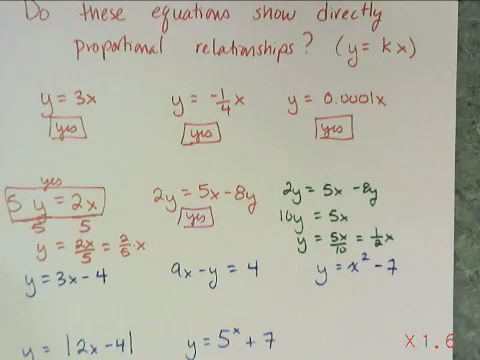 Do these equations show directly
proportional relationships? (y = kx)
y = 3x
yes
y = -1/4 x
yes
y = 0.0001x
yes
yes
5y = 2x
5 5
y = 2x/5 = 2/5 · x
2y = 5x - 8y
yes
2y = 5x - 8y
10y = 5x
y = 5x/10 = 1/2 x
y = 3x - 4
9x - y = 4
y = x² - 7
y = |2x - 4|
y = 5ˣ + 7
X1.6